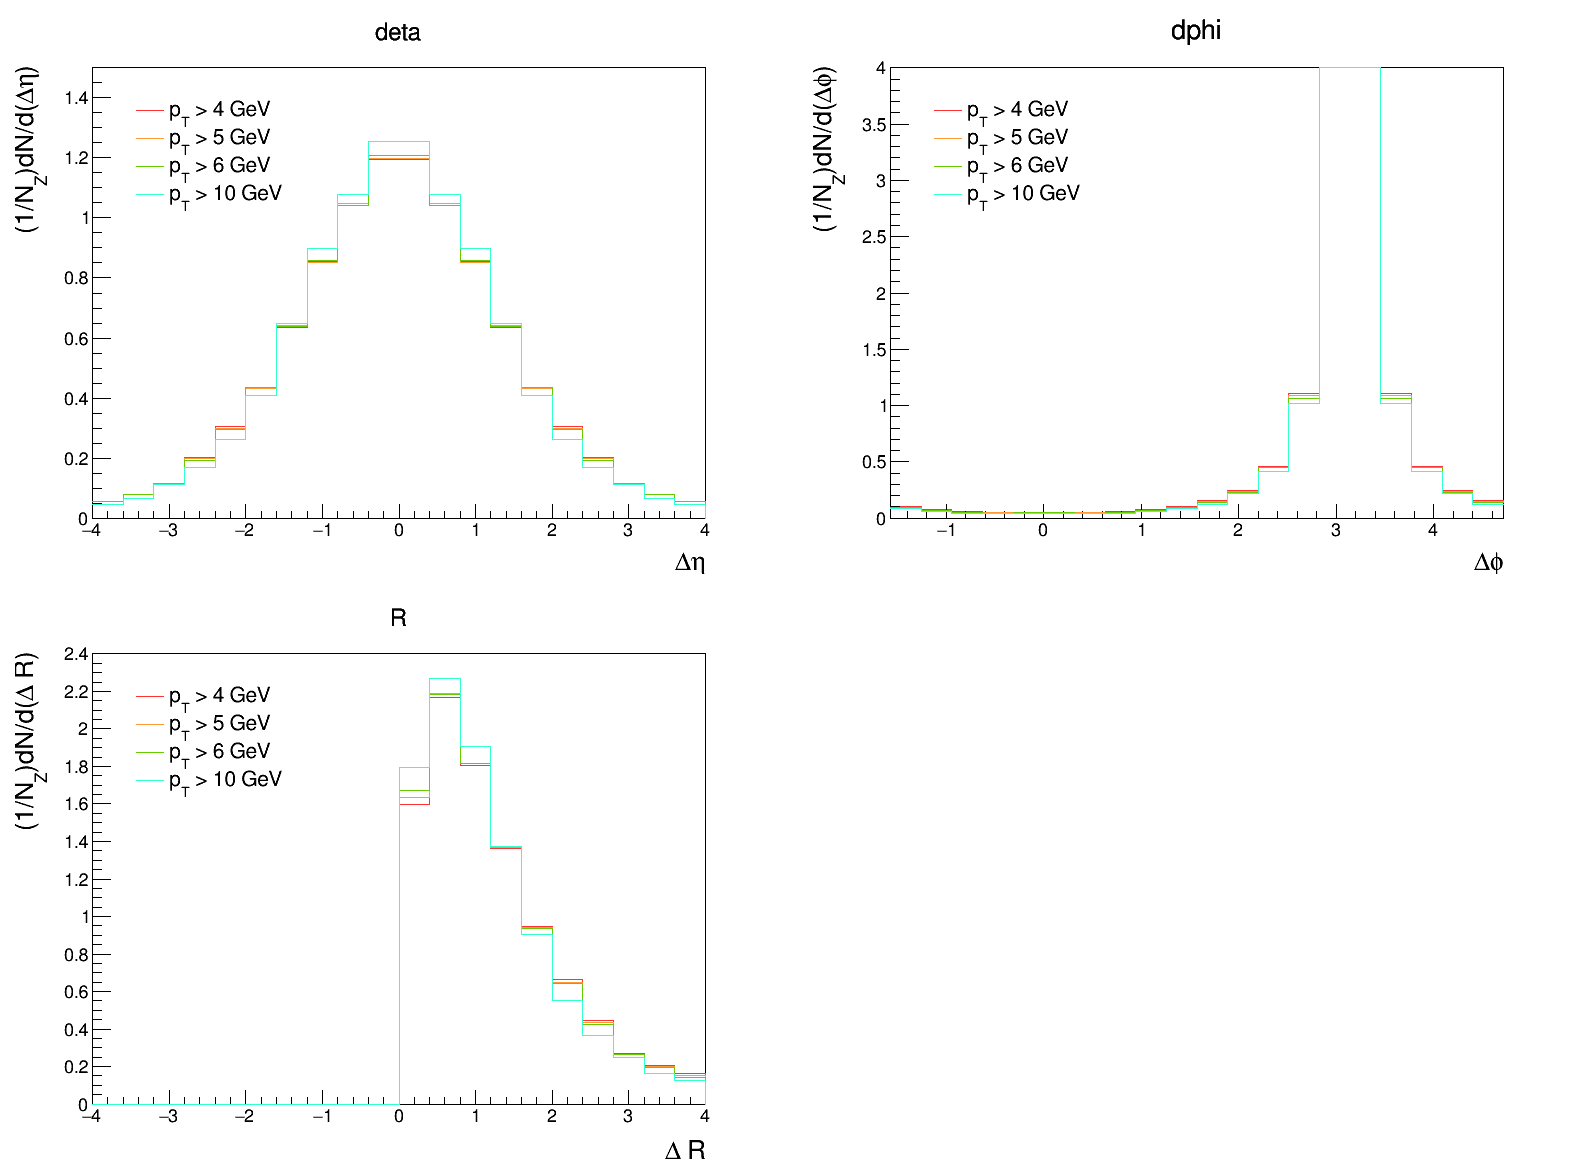 deta
(1/N_Z)dN/d(Δη)
p_T > 4 GeV
p_T > 5 GeV
p_T > 6 GeV
p_T > 10 GeV
1.4
1.2
1
0.8
0.6
0.4
0.2
0
−4 −3 −2 −1 0 1 2 3 4
Δη
dphi
(1/N_Z)dN/d(Δϕ)
p_T > 4 GeV
p_T > 5 GeV
p_T > 6 GeV
p_T > 10 GeV
4
3.5
3
2.5
2
1.5
1
0.5
0
−1 0 1 2 3 4
Δϕ
R
(1/N_Z)dN/d(Δ R)
p_T > 4 GeV
p_T > 5 GeV
p_T > 6 GeV
p_T > 10 GeV
2.4
2.2
2
1.8
1.6
1.4
1.2
1
0.8
0.6
0.4
0.2
0
−4 −3 −2 −1 0 1 2 3 4
Δ R